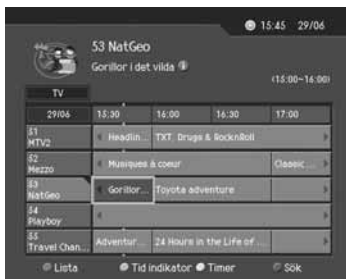 15:45 29/06
53 NatGeo
Gorillor i det vilda
(15:00~16:00)
TV
29/06 15:30 16:00 16:30 17:00
51 MTV2 Headlin... TXT, Drugs & RocknRoll
52 Mezzo Musiques à coeur Classic ...
53 NatGeo Gorillor... Toyota adventure
54 Playboy
55 Travel Chan... Adventur... 24 Hours in the Life of ...
Lista Tid indikator Timer Sök